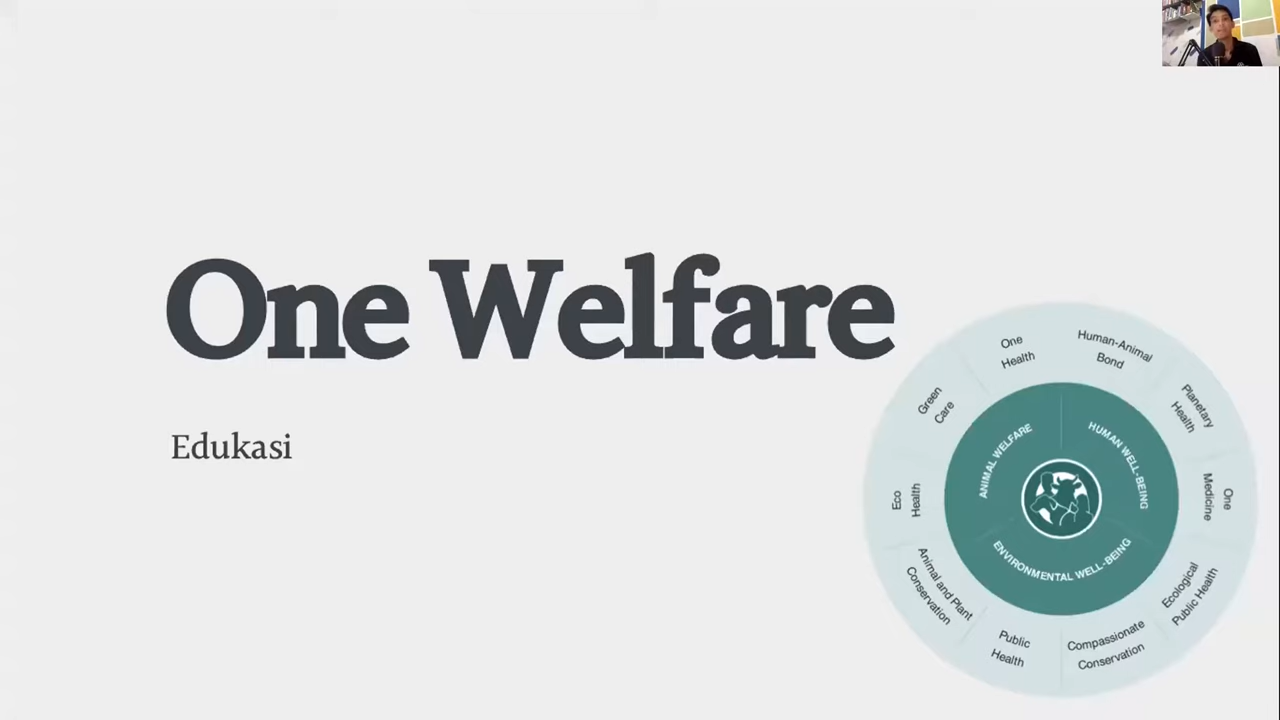 One Welfare
Edukasi
One
Health
Human-Animal
Bond
Planetary
Health
One
Medicine
Ecological
Public Health
Compassionate
Conservation
Public
Health
Animal and Plant
Conservation
Eco
Health
Green
Care
ANIMAL WELFARE
HUMAN WELL-BEING
ENVIRONMENTAL WELL-BEING